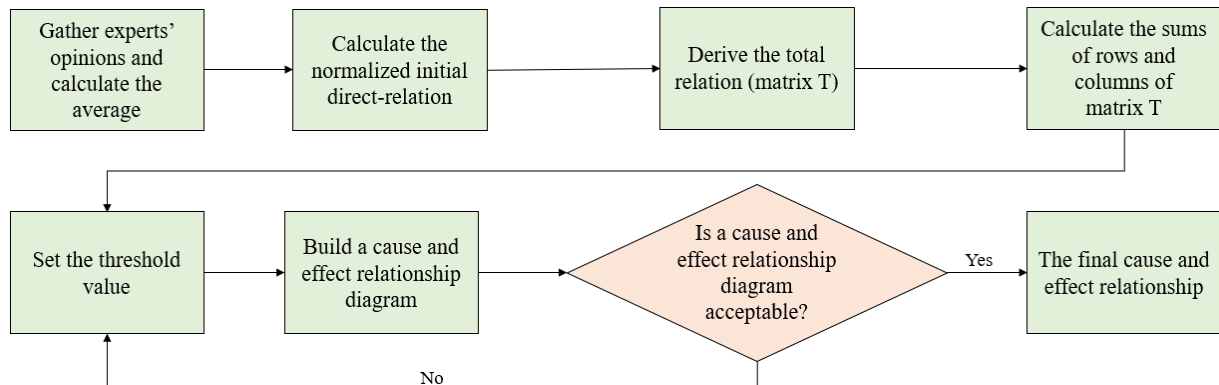 Gather experts’
opinions and
calculate the
average
Calculate the
normalized initial
direct-relation
Derive the total
relation (matrix T)
Calculate the sums
of rows and
columns of
matrix T
Set the threshold
value
Build a cause and
effect relationship
diagram
Is a cause and
effect relationship
diagram
acceptable?
Yes
The final cause and
effect relationship
No